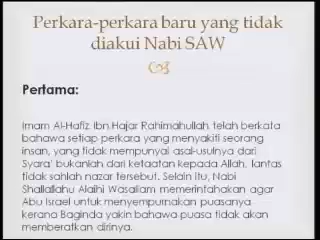 Perkara-perkara baru yang tidak
diakui Nabi SAW
Pertama:
Imam Al-Hafiz Ibn Hajar Rahimahullah telah berkata
bahawa setiap perkara yang menyakiti seorang
insan, yang tidak mempunyai asal-usulnya dari
Syara' bukanlah dari ketaatan kepada Allah, lantas
tidak sahlah nazar tersebut. Selain itu, Nabi
Shallallahu Alaihi Wasallam memerintahakan agar
Abu Israel untuk menyempurnakan puasanya
kerana Baginda yakin bahawa puasa tidak akan
memberatkan dirinya.